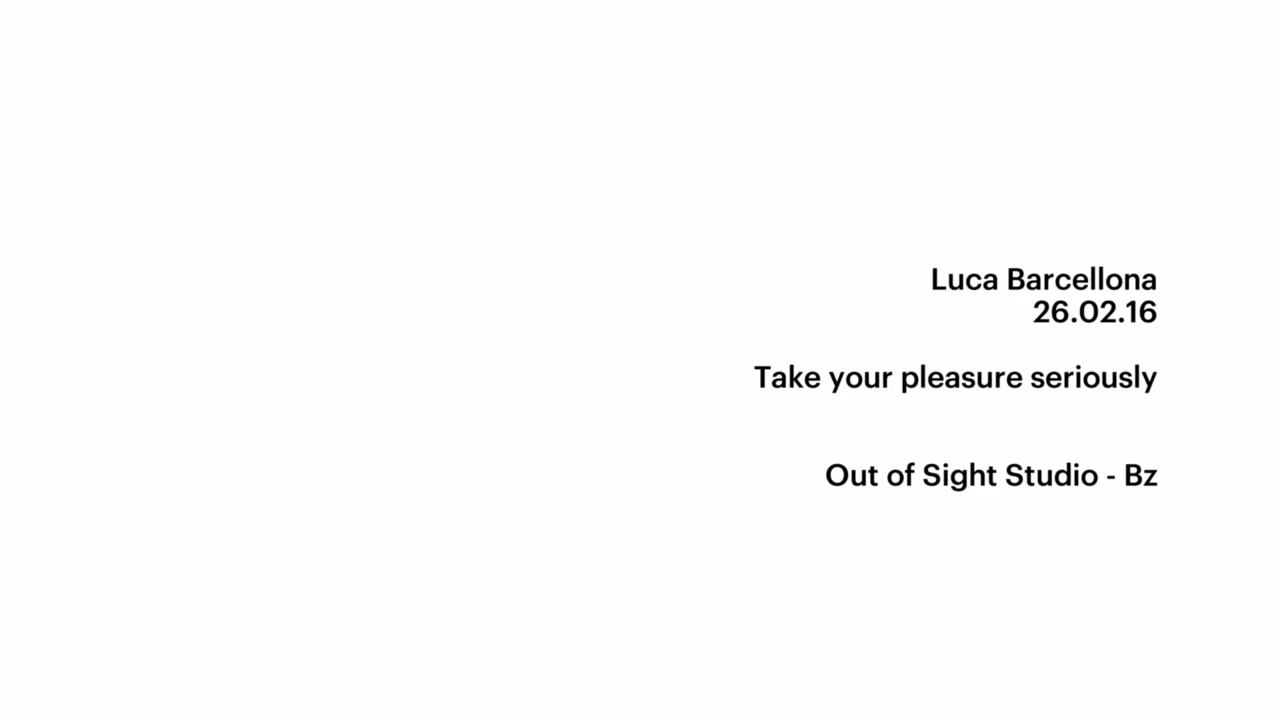 Luca Barcellona
26.02.16
Take your pleasure seriously
Out of Sight Studio - Bz